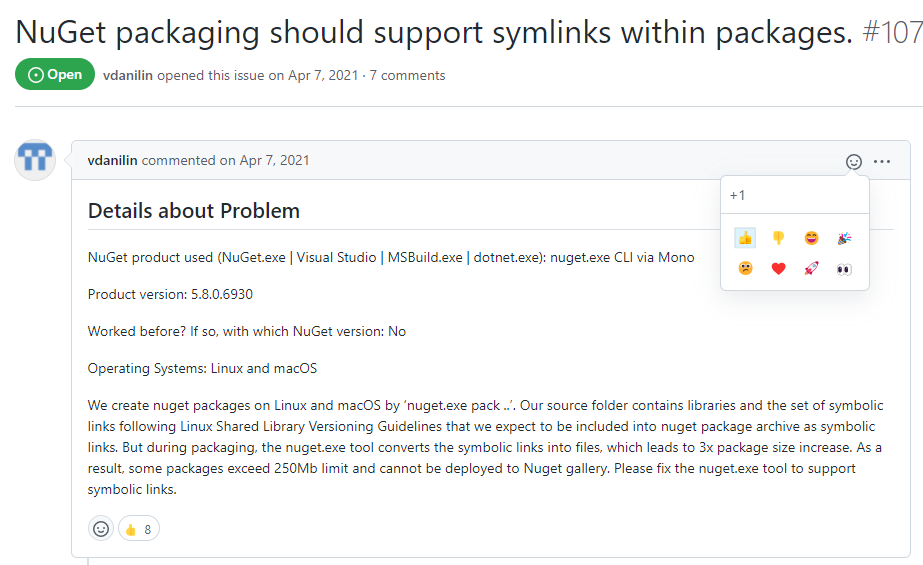 NuGet packaging should support symlinks within packages. #107
Open vdanilin opened this issue on Apr 7, 2021 · 7 comments
vdanilin commented on Apr 7, 2021
+1
Details about Problem
NuGet product used (NuGet.exe | Visual Studio | MSBuild.exe | dotnet.exe): nuget.exe CLI via Mono
Product version: 5.8.0.6930
Worked before? If so, with which NuGet version: No
Operating Systems: Linux and macOS
We create nuget packages on Linux and macOS by ‘nuget.exe pack ..’. Our source folder contains libraries and the set of symbolic
links following Linux Shared Library Versioning Guidelines that we expect to be included into nuget package archive as symbolic
links. But during packaging, the nuget.exe tool converts the symbolic links into files, which leads to 3x package size increase. As a
result, some packages exceed 250Mb limit and cannot be deployed to Nuget gallery. Please fix the nuget.exe tool to support
symbolic links.
8